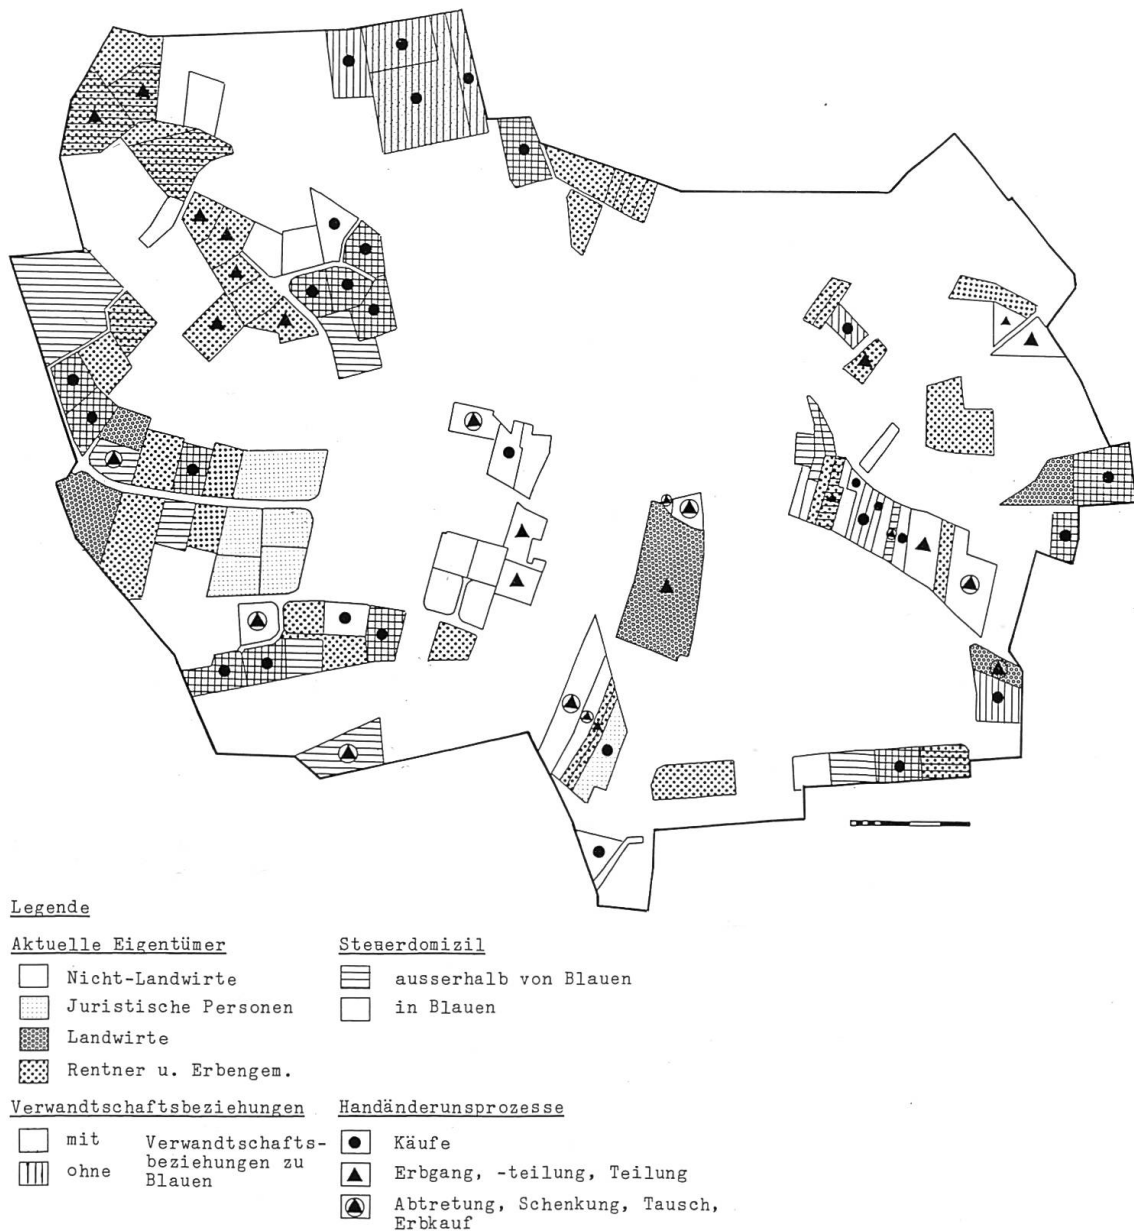 Legende
Aktuelle Eigentümer
Nicht-Landwirte
Juristische Personen
Landwirte
Rentner u. Erbengem.
Steuerdomizil
ausserhalb von Blauen
in Blauen
Verwandtschaftsbeziehungen
mit
ohne
Verwandtschafts-
beziehungen zu
Blauen
Handänderunsprozesse
Käufe
Erbgang, -teilung, Teilung
Abtretung, Schenkung, Tausch,
Erbkauf